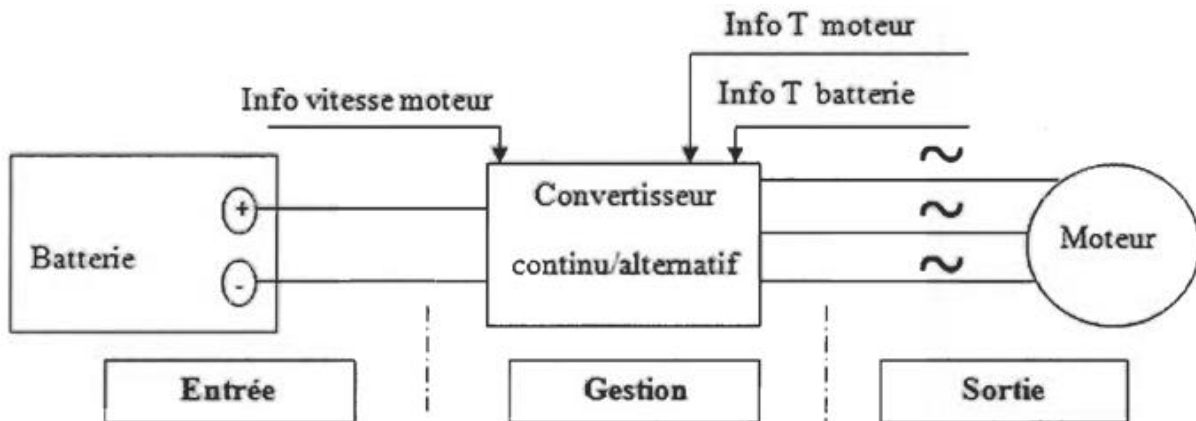 Info T moteur
Info vitesse moteur
Info T batterie
~
Batterie
+
-
Convertisseur
continu/alternatif
~
~
Moteur
Entrée
Gestion
Sortie